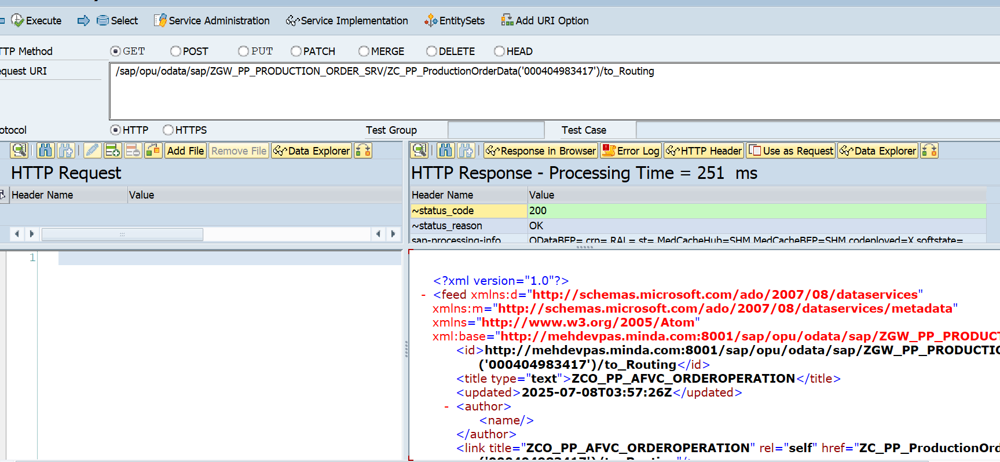 Execute Select Service Administration Service Implementation EntitySets Add URI Option
TTP Method GET POST PUT PATCH MERGE DELETE HEAD
equest URI /sap/opu/odata/sap/ZGW_PP_PRODUCTION_ORDER_SRV/ZC_PP_ProductionOrderData('000404983417')/to_Routing
otocol HTTP HTTPS Test Group Test Case
Add File Remove File Data Explorer Response in Browser Error Log HTTP Header Use as Request Data Explorer
HTTP Request HTTP Response - Processing Time = 251 ms
Header Name Value Header Name Value
~status_code 200
~status_reason OK
sap-processing-info ODataBEP= crp= RAL= st= MedCacheHub=SHM MedCacheBEP=SHM codeployed=X softstate=
1
<?xml version="1.0"?>
- <feed xmlns:d="http://schemas.microsoft.com/ado/2007/08/dataservices"
xmlns:m="http://schemas.microsoft.com/ado/2007/08/dataservices/metadata"
xmlns="http://www.w3.org/2005/Atom"
xml:base="http://mehdevpas.minda.com:8001/sap/opu/odata/sap/ZGW_PP_PRODUCT
<id>http://mehdevpas.minda.com:8001/sap/opu/odata/sap/ZGW_PP_PRODUCTIO
('000404983417')/to_Routing</id>
<title type="text">ZCO_PP_AFVC_ORDEROPERATION</title>
<updated>2025-07-08T03:57:26Z</updated>
- <author>
<name/>
</author>
<link title="ZCO_PP_AFVC_ORDEROPERATION" rel="self" href="ZC_PP_ProductionOrd
('000404983417')/to_Routing"/>